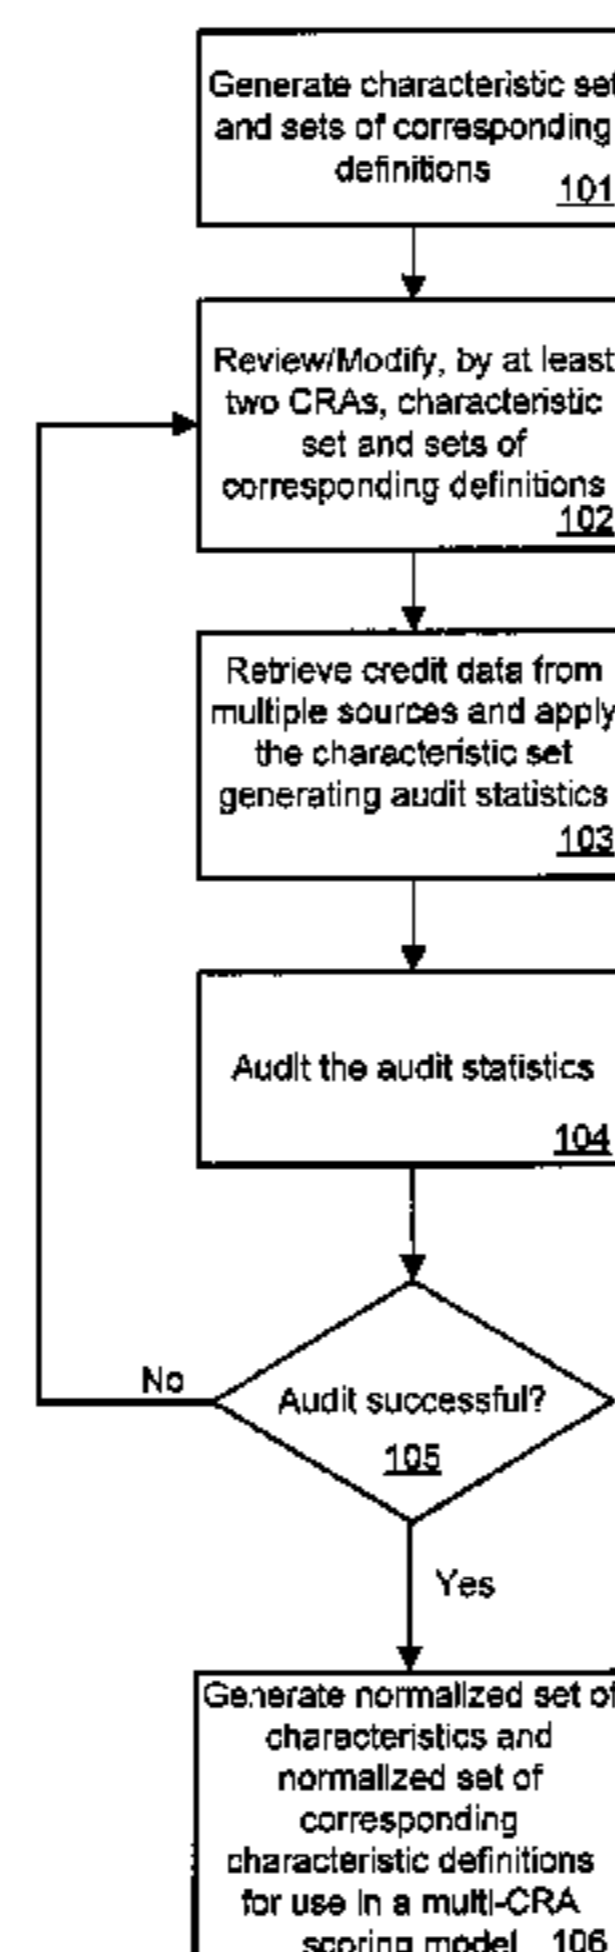 Generate characteristic set
and sets of corresponding
definitions
101
Review/Modify, by at least
two CRAs, characteristic
set and sets of
corresponding definitions
102
Retrieve credit data from
multiple sources and apply
the characteristic set
generating audit statistics
103
Audit the audit statistics
104
No
Audit successful?
105
Yes
Generate normalized set of
characteristics and
normalized set of
corresponding
characteristic definitions
for use in a multi-CRA
scoring model 106